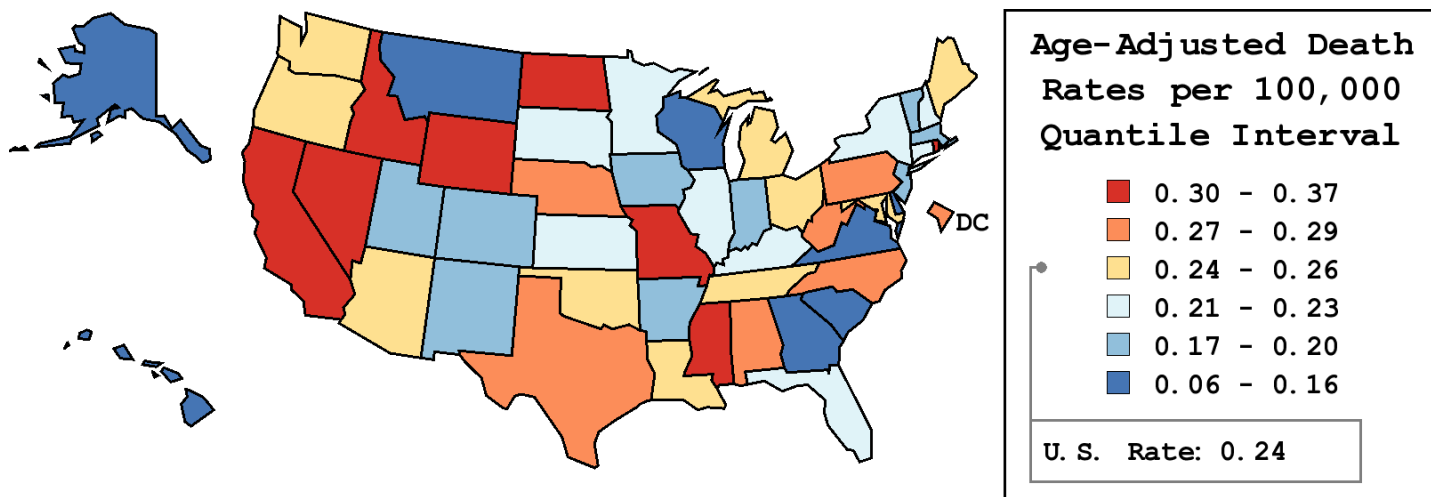 Age-Adjusted Death
Rates per 100,000
Quantile Interval
0.30 - 0.37
0.27 - 0.29
0.24 - 0.26
0.21 - 0.23
0.17 - 0.20
0.06 - 0.16
U.S. Rate: 0.24
DC